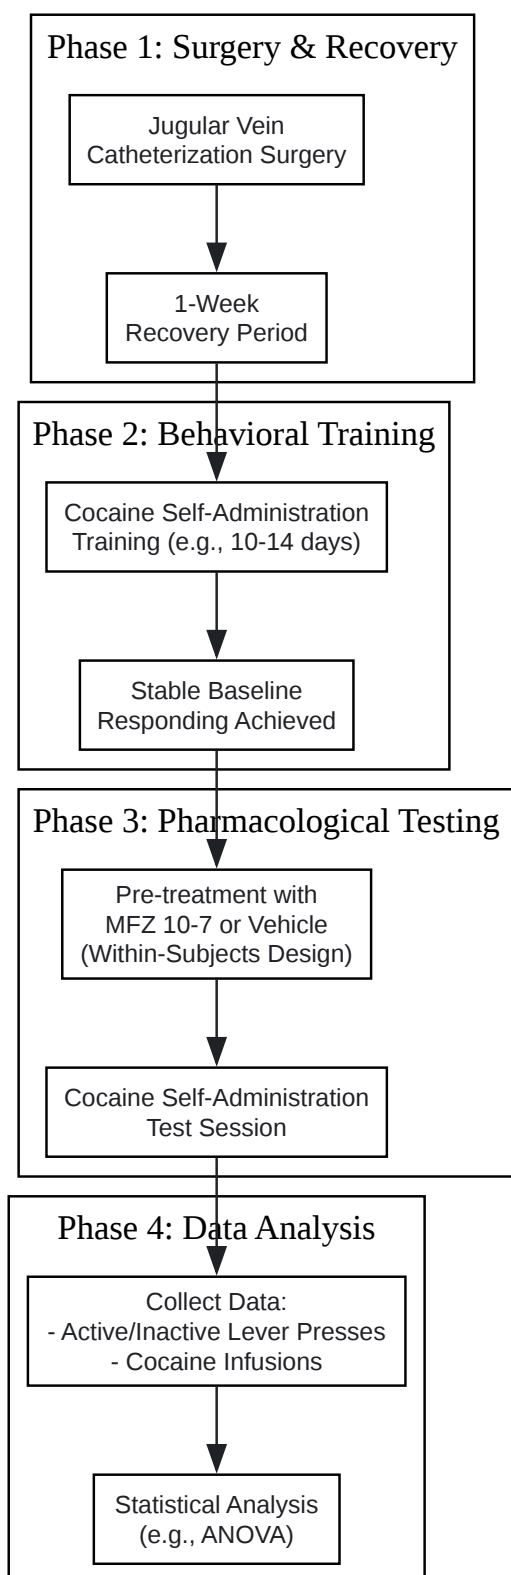 Phase 1: Surgery & Recovery
Jugular Vein
Catheterization Surgery
1-Week
Recovery Period
Phase 2: Behavioral Training
Cocaine Self-Administration
Training (e.g., 10-14 days)
Stable Baseline
Responding Achieved
Phase 3: Pharmacological Testing
Pre-treatment with
MFZ 10-7 or Vehicle
(Within-Subjects Design)
Cocaine Self-Administration
Test Session
Phase 4: Data Analysis
Collect Data:
- Active/Inactive Lever Presses
- Cocaine Infusions
Statistical Analysis
(e.g., ANOVA)